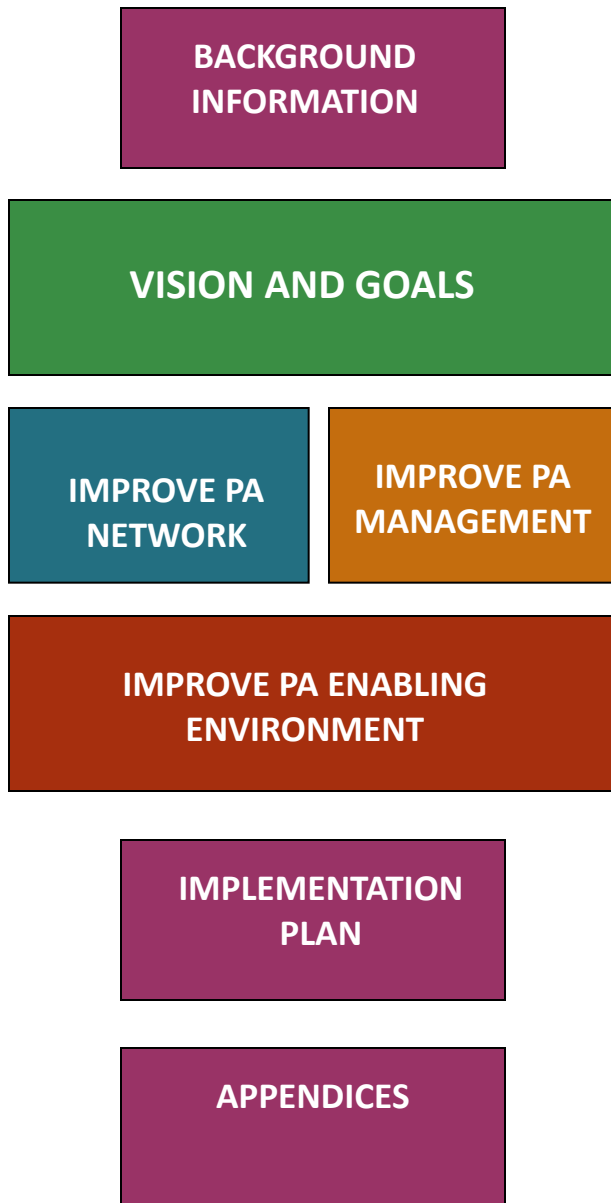 BACKGROUND
INFORMATION
VISION AND GOALS
IMPROVE PA
NETWORK
IMPROVE PA
MANAGEMENT
IMPROVE PA ENABLING
ENVIRONMENT
IMPLEMENTATION
PLAN
APPENDICES